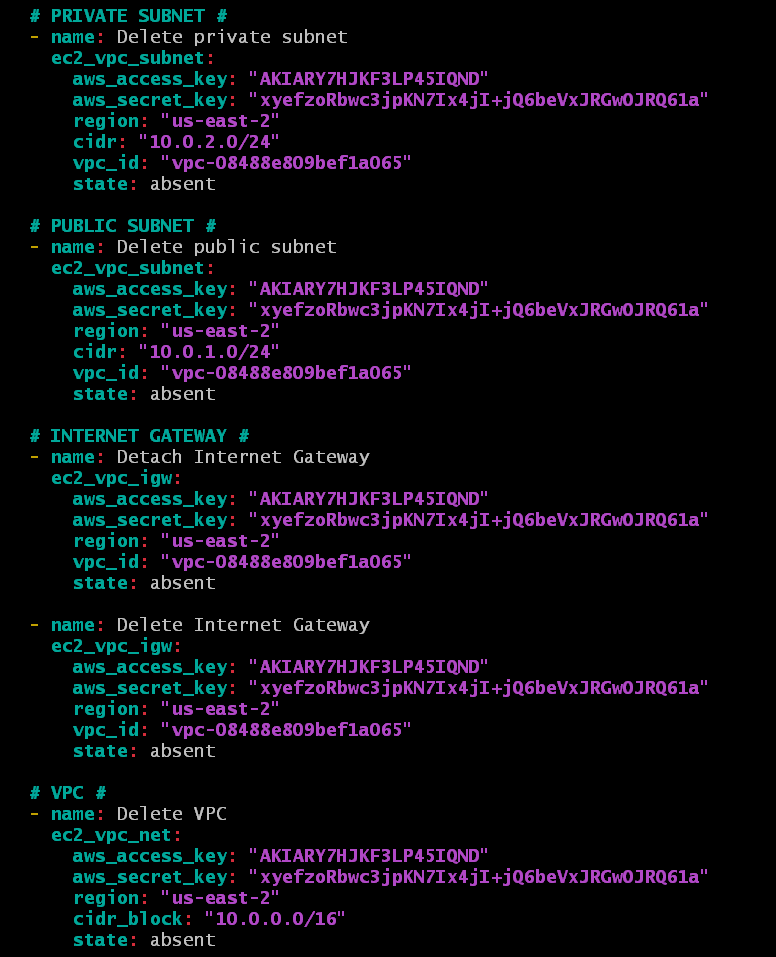 # PRIVATE SUBNET #
- name: Delete private subnet
ec2_vpc_subnet:
aws_access_key: "AKIARY7HJKF3LP45IQND"
aws_secret_key: "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"
region: "us-east-2"
cidr: "10.0.2.0/24"
vpc_id: "vpc-08488e809bef1a065"
state: absent
# PUBLIC SUBNET #
- name: Delete public subnet
ec2_vpc_subnet:
aws_access_key: "AKIARY7HJKF3LP45IQND"
aws_secret_key: "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"
region: "us-east-2"
cidr: "10.0.1.0/24"
vpc_id: "vpc-08488e809bef1a065"
state: absent
# INTERNET GATEWAY #
- name: Detach Internet Gateway
ec2_vpc_igw:
aws_access_key: "AKIARY7HJKF3LP45IQND"
aws_secret_key: "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"
region: "us-east-2"
vpc_id: "vpc-08488e809bef1a065"
state: absent
- name: Delete Internet Gateway
ec2_vpc_igw:
aws_access_key: "AKIARY7HJKF3LP45IQND"
aws_secret_key: "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"
region: "us-east-2"
vpc_id: "vpc-08488e809bef1a065"
state: absent
# VPC #
- name: Delete VPC
ec2_vpc_net:
aws_access_key: "AKIARY7HJKF3LP45IQND"
aws_secret_key: "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"
region: "us-east-2"
cidr_block: "10.0.0.0/16"
state: absent